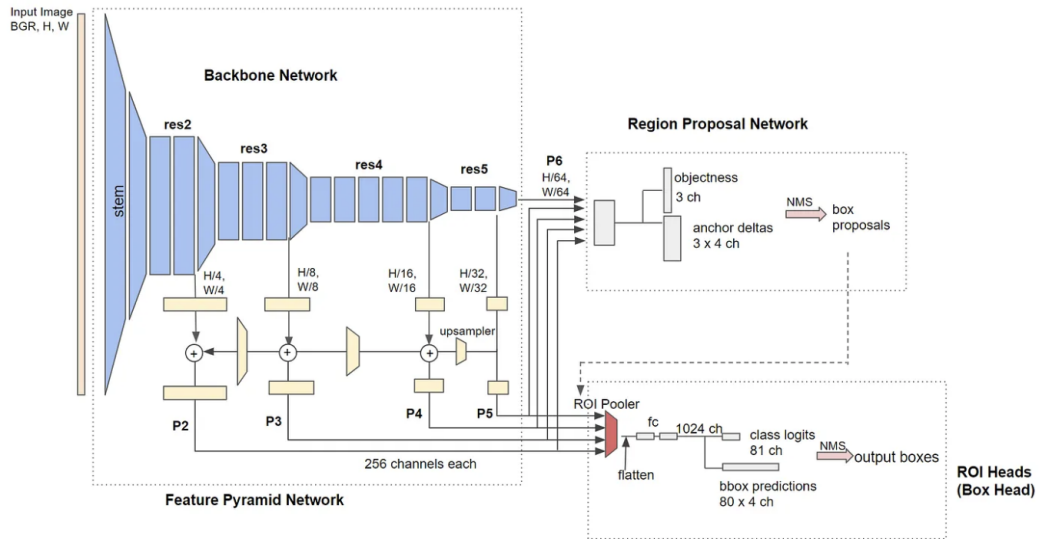 Input Image
BGR, H, W
Backbone Network
stem
res2
res3
res4
res5
H/4,
W/4
H/8,
W/8
H/16,
W/16
H/32,
W/32
upsampler
P2
P3
P4
P5
256 channels each
Feature Pyramid Network
P6
H/64,
W/64
Region Proposal Network
objectness
3 ch
anchor deltas
3 x 4 ch
NMS
box
proposals
ROI Pooler
flatten
fc
1024 ch
class logits
81 ch
bbox predictions
80 x 4 ch
NMS
output boxes
ROI Heads
(Box Head)